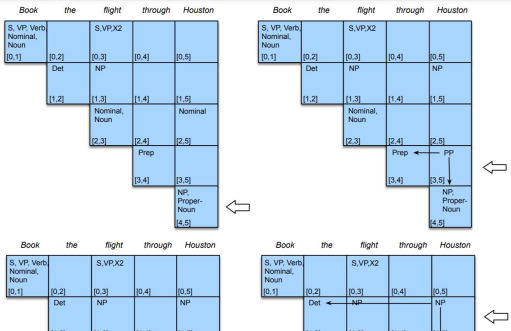 Book the flight through Houston
S, VP, Verb, S,VP,X2
Nominal,
Noun
[0,1] [0,2] [0,3] [0,4] [0,5]
Det NP
[1,2] [1,3] [1,4] [1,5]
Nominal, Nominal
Noun
[2,3] [2,4] [2,5]
Prep
[3,4] [3,5]
NP,
Proper-
Noun
[4,5]
Book the flight through Houston
S, VP, Verb, S,VP,X2
Nominal,
Noun
[0,1] [0,2] [0,3] [0,4] [0,5]
Det NP NP
[1,2] [1,3] [1,4] [1,5]
Nominal,
Noun
[2,3] [2,4] [2,5]
Prep PP
[3,4] [3,5]
NP,
Proper-
Noun
[4,5]
Book the flight through Houston
S, VP, Verb, S,VP,X2
Nominal,
Noun
[0,1] [0,2] [0,3] [0,4] [0,5]
Det NP NP
Book the flight through Houston
S, VP, Verb, S,VP,X2
Nominal,
Noun
[0,1] [0,2] [0,3] [0,4] [0,5]
Det NP NP